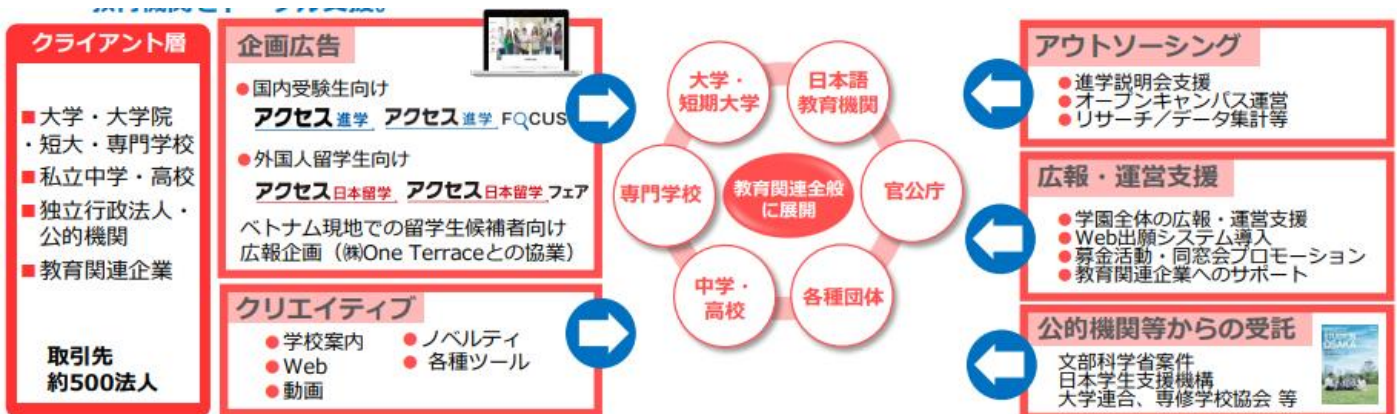 クライアント層
■大学・大学院
・短大・専門学校
■私立中学・高校
■独立行政法人・
公的機関
■教育関連企業
取引先
約500法人
企画広告
●国内受験生向け
アクセス進学 アクセス進学 FOCUS
●外国人留学生向け
アクセス日本留学 アクセス日本留学フェア
ベトナム現地での留学生候補者向け
広報企画（㈱One Terraceとの協業）
クリエイティブ
●学校案内
●Web
●動画
●ノベルティ
●各種ツール
大学・
短期大学
日本語
教育機関
専門学校
教育関連全般
に展開
官公庁
中学・
高校
各種団体
アウトソーシング
●進学説明会支援
●オープンキャンパス運営
●リサーチ／データ集計等
広報・運営支援
●学園全体の広報・運営支援
●Web出願システム導入
●募金活動・同窓会プロモーション
●教育関連企業へのサポート
公的機関等からの受託
文部科学省案件
日本学生支援機構
大学連合、専修学校協会 等
OSAKA